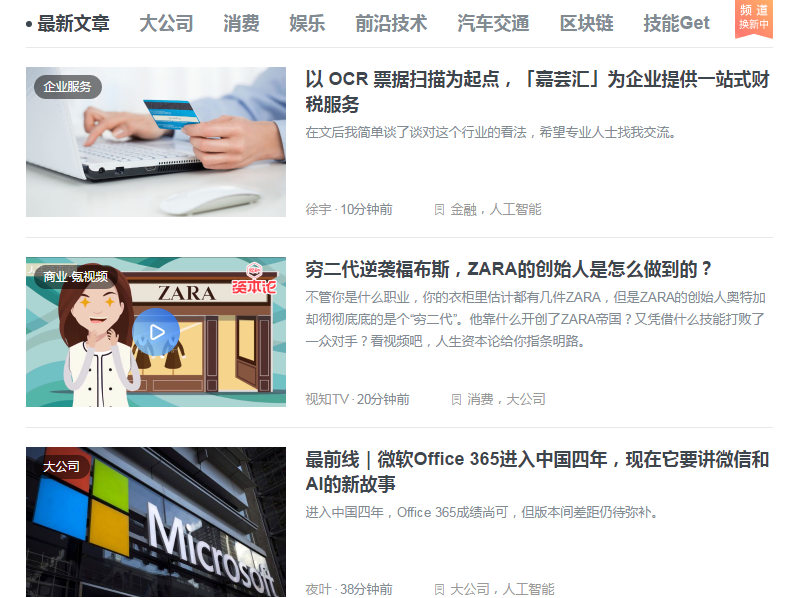 • 最新文章 大公司 消费 娱乐 前沿技术 汽车交通 区块链 技能Get 频道
换新中
企业服务
以 OCR 票据扫描为起点，「嘉芸汇」为企业提供一站式财
税服务
在文后我简单谈了谈对这个行业的看法，希望专业人士找我交流。
徐宇 · 10分钟前 金融，人工智能
商业·氪视频
ZARA
资本论
穷二代逆袭福布斯，ZARA的创始人是怎么做到的？
不管你是什么职业，你的衣柜里估计都有几件ZARA，但是ZARA的创始人奥特加
却彻彻底底的是个“穷二代”。他靠什么开创了ZARA帝国？又凭借什么技能打败了
一众对手？看视频吧，人生资本论给你指条明路。
视知TV · 20分钟前 消费，大公司
大公司
Microsoft
最前线｜微软Office 365进入中国四年，现在它要讲微信和
AI的新故事
进入中国四年，Office 365成绩尚可，但版本间差距仍待弥补。
夜叶 · 38分钟前 大公司，人工智能